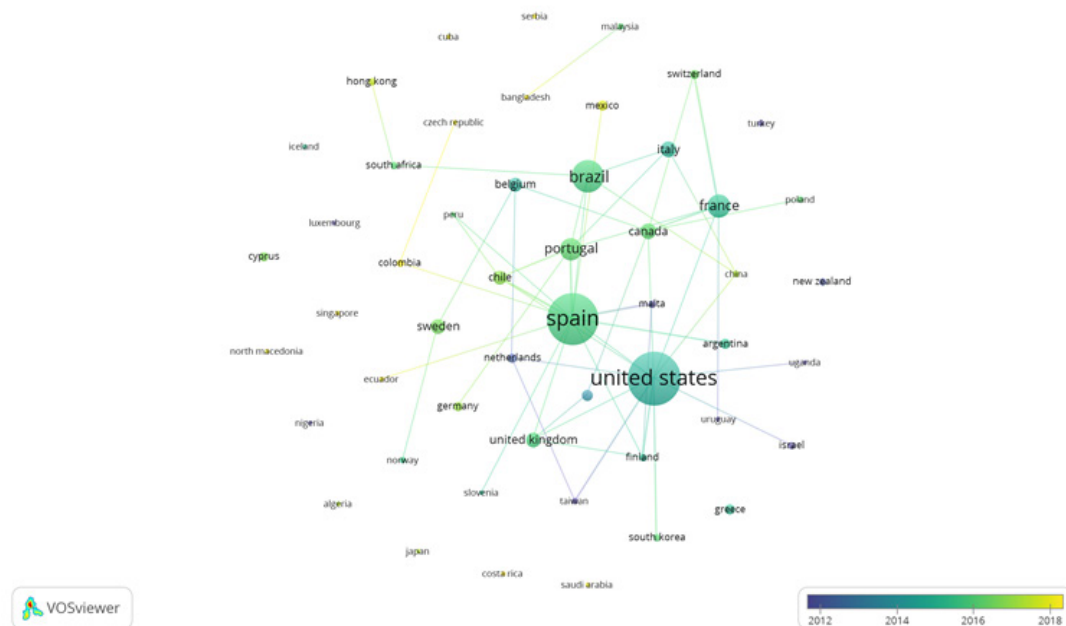 serbia
malaysia
cuba
switzerland
hong kong
bangladesh
mexico
czech republic
turkey
iceland
italy
south africa
brazil
belgium
poland
france
peru
luxembourg
canada
portugal
cyprus
colombia
chile
china
new zealand
malta
singapore
spain
sweden
argentina
north macedonia
netherlands
uganda
ecuador
united states
germany
uruguay
nigeria
united kingdom
israel
norway
finland
slovenia
taiwan
algeria
greece
south korea
japan
costa rica
saudi arabia
VOSviewer
2012 2014 2016 2018